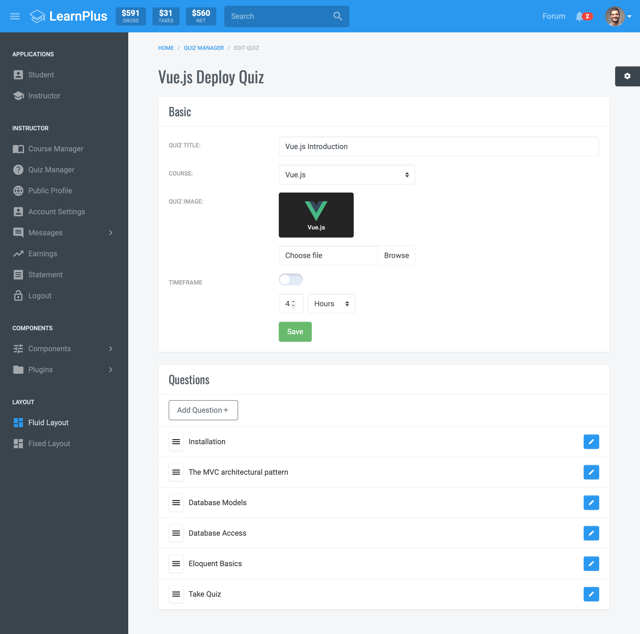 LearnPlus
$591 $31 $560
GROSS TAXES NET
Search
Forum 2
APPLICATIONS
Student
Instructor
INSTRUCTOR
Course Manager
Quiz Manager
Public Profile
Account Settings
Messages
Earnings
Statement
Logout
COMPONENTS
Components
Plugins
LAYOUT
Fluid Layout
Fixed Layout
HOME / QUIZ MANAGER / EDIT QUIZ
Vue.js Deploy Quiz
Basic
QUIZ TITLE: Vue.js Introduction
COURSE: Vue.js
QUIZ IMAGE:
Vue.js
Choose file Browse
TIMEFRAME
4 Hours
Save
Questions
Add Question +
Installation
The MVC architectural pattern
Database Models
Database Access
Eloquent Basics
Take Quiz